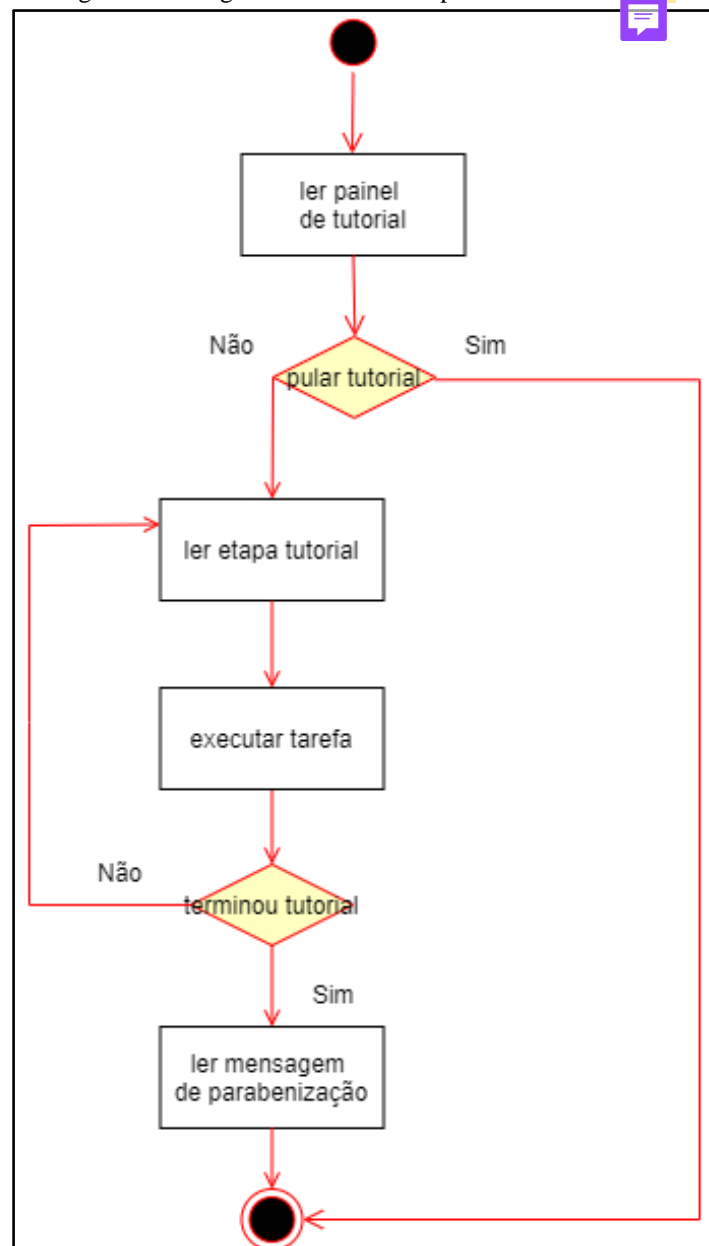 ler painel
de tutorial
Não
Sim
pular tutorial
ler etapa tutorial
executar tarefa
Não
terminou tutorial
Sim
ler mensagem
de parabenização